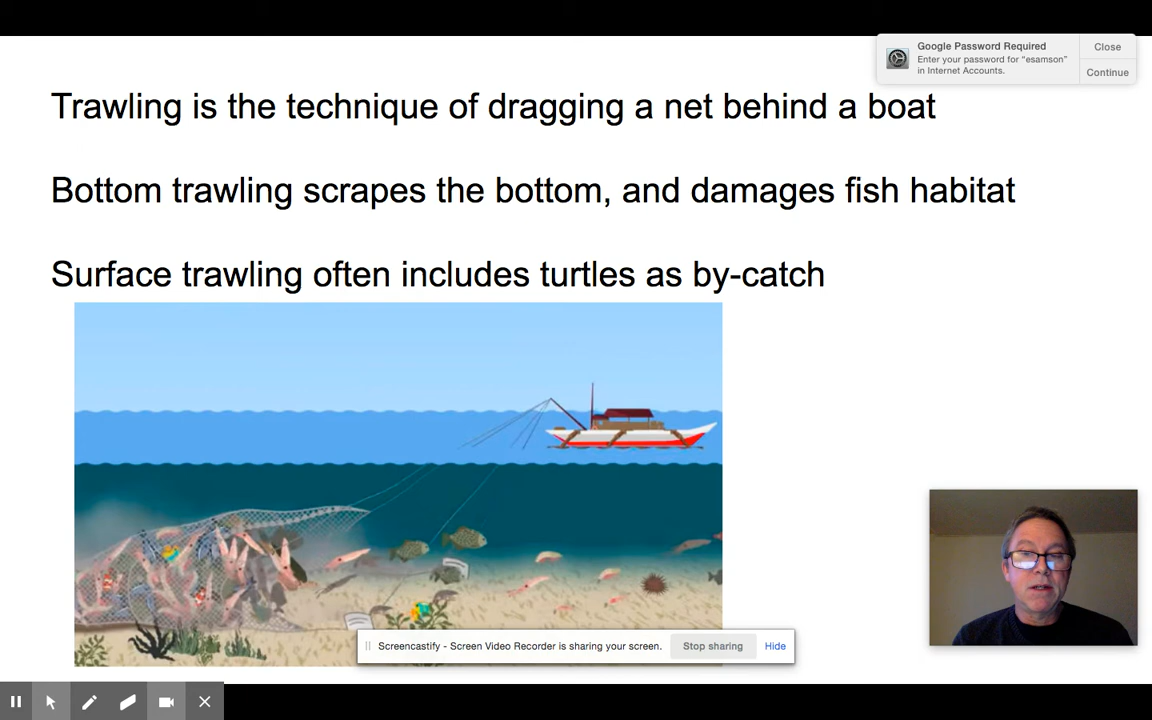 Google Password Required
Enter your password for "esamson"
in Internet Accounts.
Close
Continue
Trawling is the technique of dragging a net behind a boat
Bottom trawling scrapes the bottom, and damages fish habitat
Surface trawling often includes turtles as by-catch
Screencastify - Screen Video Recorder is sharing your screen.
Stop sharing
Hide